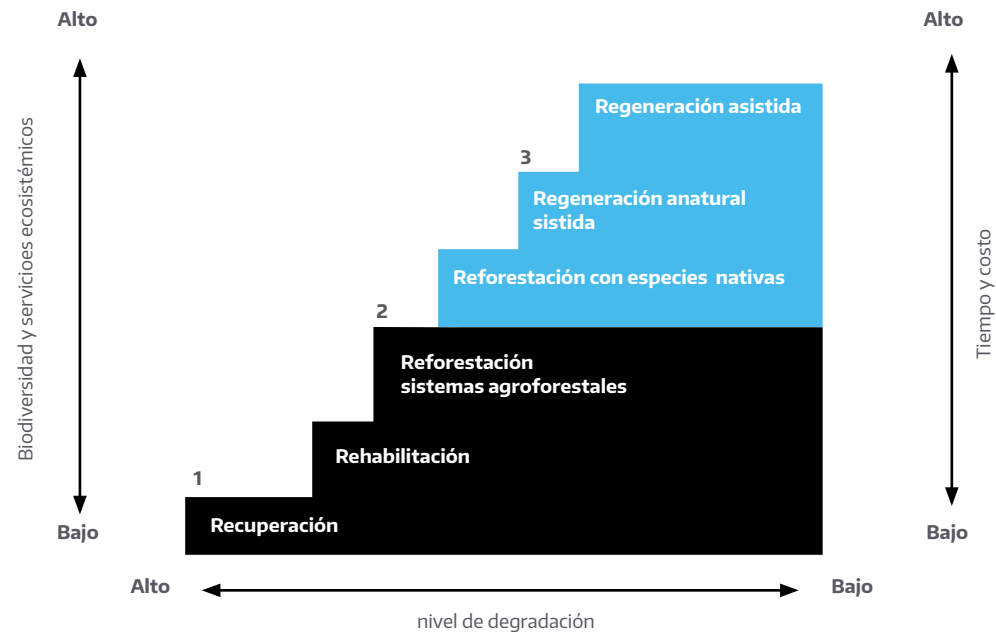 Alto
Alto
Regeneración asistida
3
Regeneración anatural
sistida
Biodiversidad y servicioes ecosistémicos
Tiempo y costo
Reforestación con especies nativas
2
Reforestación
sistemas agroforestales
Rehabilitación
1
Recuperación
Bajo
Bajo
Alto
Bajo
nivel de degradación